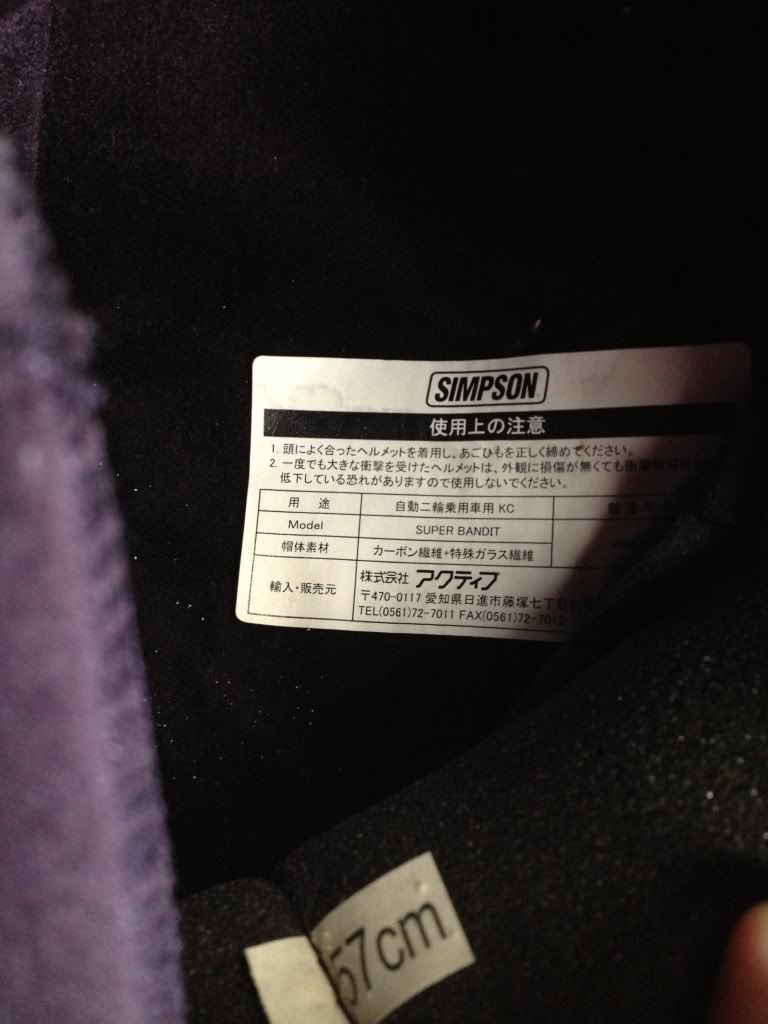 SIMPSON
使用上の注意
1. 頭によく合ったヘルメットを着用し、あごひもを正しく締めてください。
2. 一度でも大きな衝撃を受けたヘルメットは、外観に損傷が無くても衝撃
低下している恐れがありますので使用しないでください。
用 途 自動二輪乗用車用 KC
Model SUPER BANDIT
帽体素材 カーボン繊維+特殊ガラス繊維
輸入・販売元 株式会社 アクティブ
〒470-0117 愛知県日進市藤塚七丁目
TEL(0561)72-7011 FAX(0561)72-7012
57cm